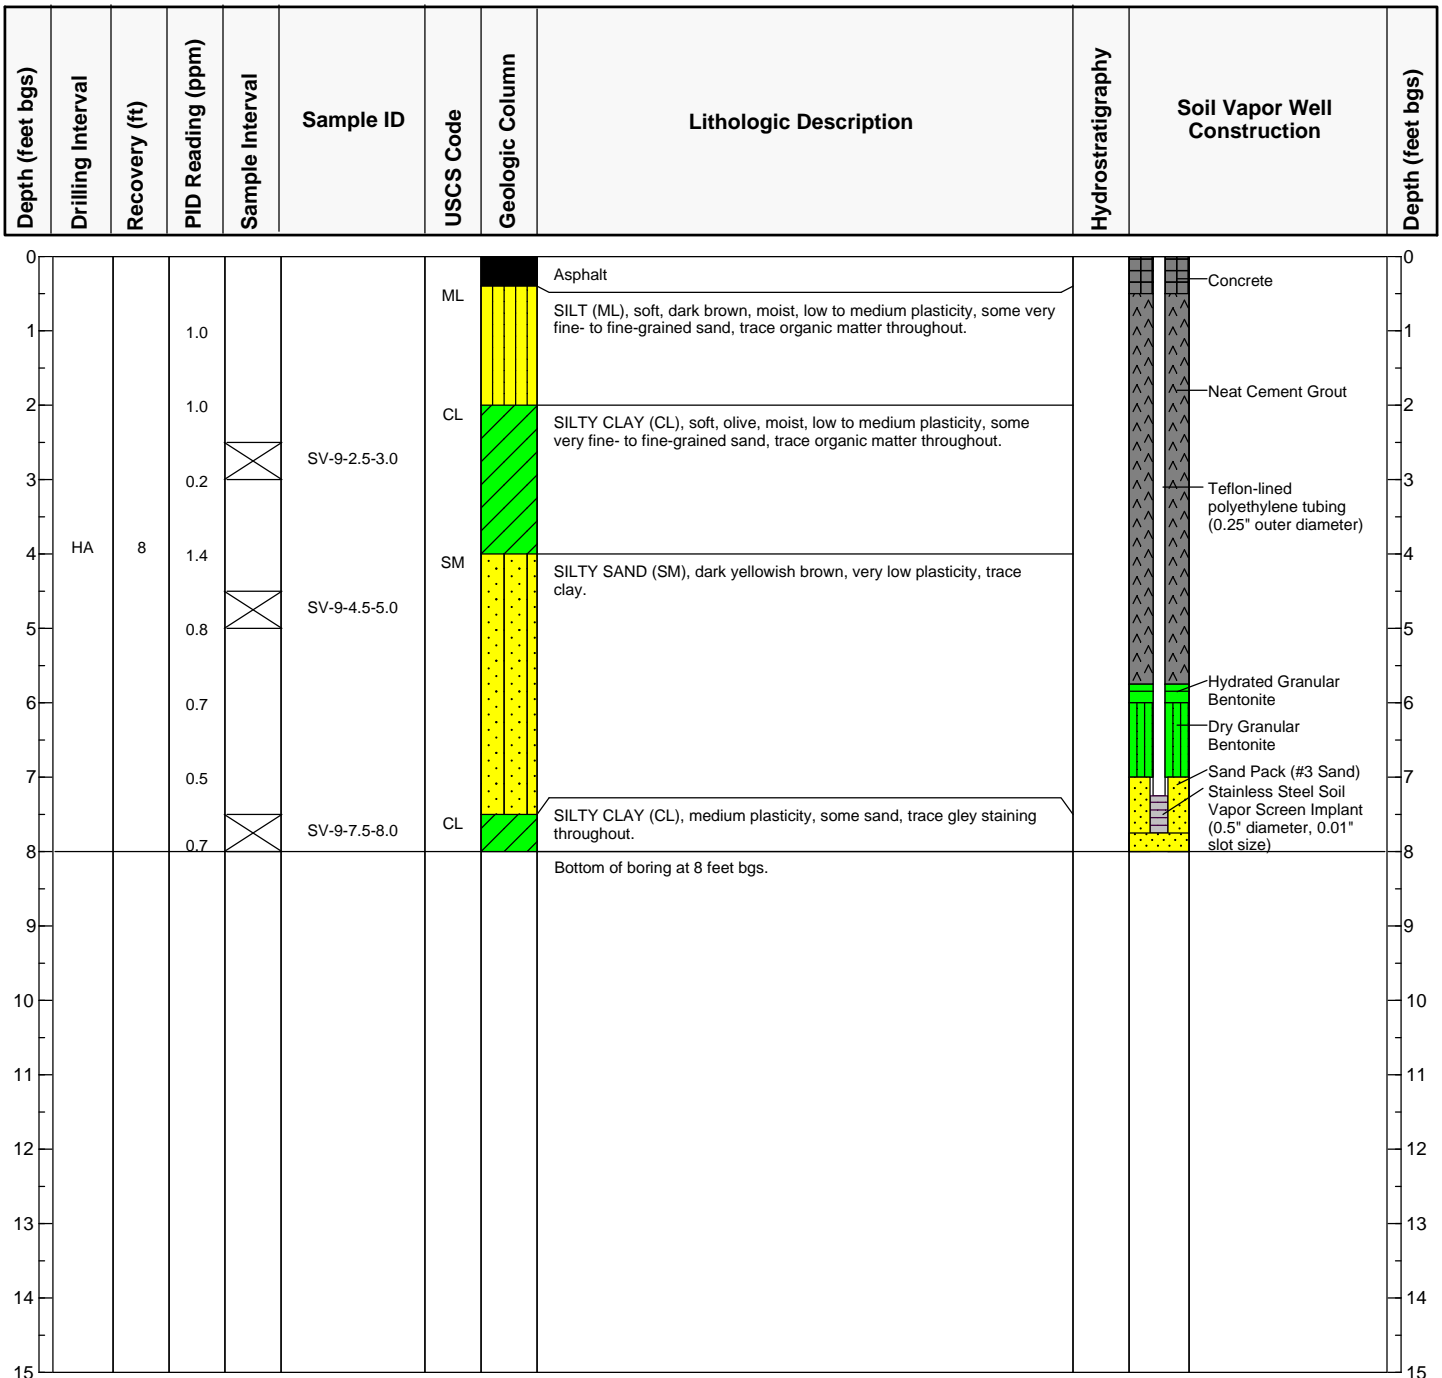 Depth (feet bgs)
Drilling Interval
Recovery (ft)
PID Reading (ppm)
Sample Interval
Sample ID
USCS Code
Geologic Column
Lithologic Description
Hydrostratigraphy
Soil Vapor Well
Construction
Depth (feet bgs)
0
1
2
3
4
5
6
7
8
9
10
11
12
13
14
15
HA
8
1.0
1.0
0.2
1.4
0.8
0.7
0.5
0.7
SV-9-2.5-3.0
SV-9-4.5-5.0
SV-9-7.5-8.0
ML
CL
SM
CL
Asphalt
SILT (ML), soft, dark brown, moist, low to medium plasticity, some very
fine- to fine-grained sand, trace organic matter throughout.
SILTY CLAY (CL), soft, olive, moist, low to medium plasticity, some
very fine- to fine-grained sand, trace organic matter throughout.
SILTY SAND (SM), dark yellowish brown, very low plasticity, trace
clay.
SILTY CLAY (CL), medium plasticity, some sand, trace gley staining
throughout.
Bottom of boring at 8 feet bgs.
Concrete
Neat Cement Grout
Teflon-lined
polyethylene tubing
(0.25" outer diameter)
Hydrated Granular
Bentonite
Dry Granular
Bentonite
Sand Pack (#3 Sand)
Stainless Steel Soil
Vapor Screen Implant
(0.5" diameter, 0.01"
slot size)
0
1
2
3
4
5
6
7
8
9
10
11
12
13
14
15